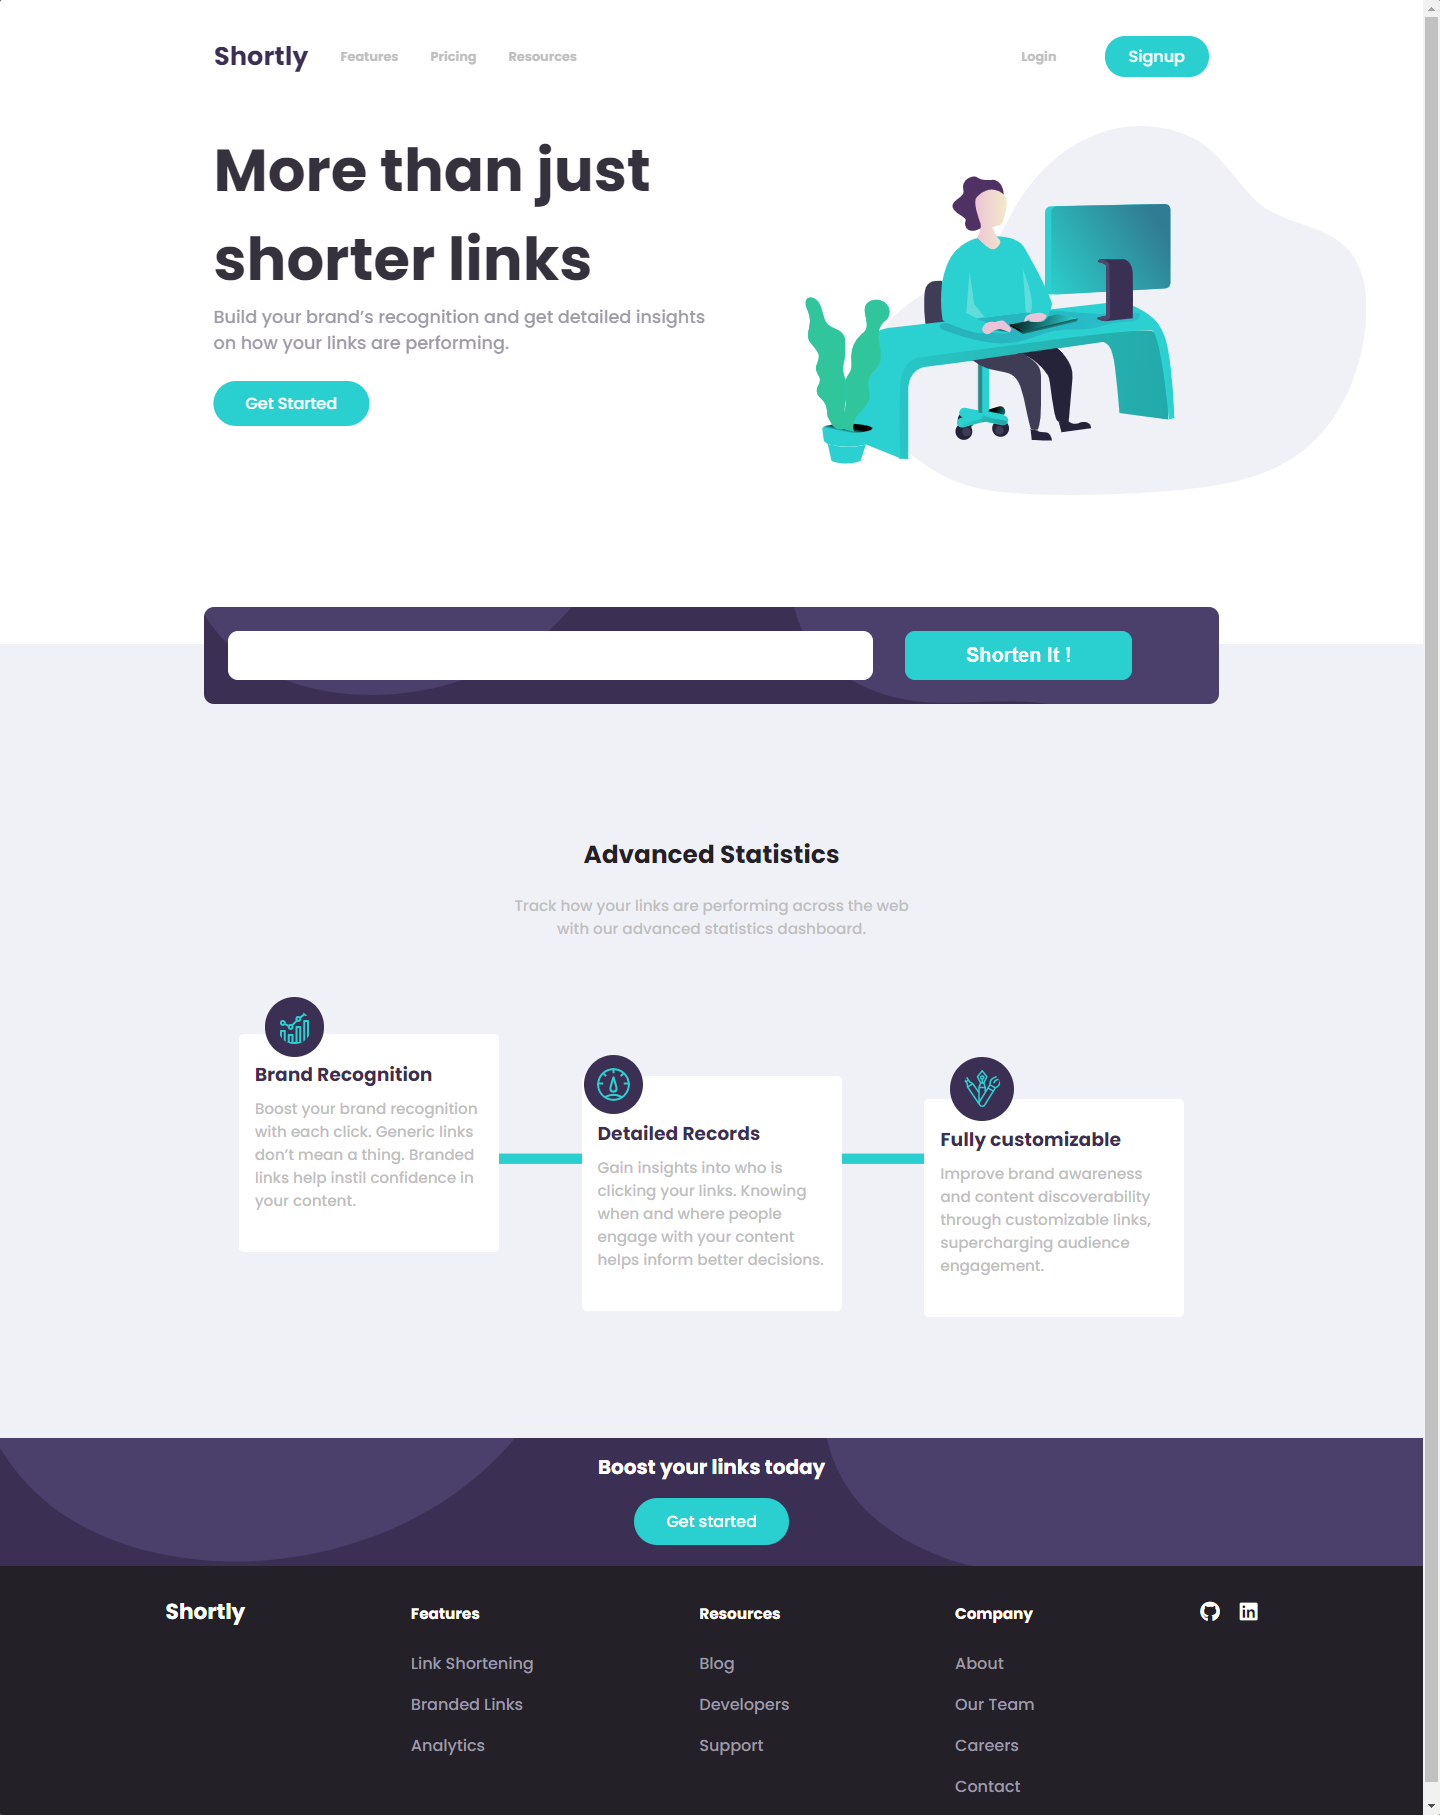 Shortly
Features
Pricing
Resources
Login
Signup
More than just
shorter links
Build your brand’s recognition and get detailed insights
on how your links are performing.
Get Started
Shorten It !
Advanced Statistics
Track how your links are performing across the web
with our advanced statistics dashboard.
Brand Recognition
Boost your brand recognition
with each click. Generic links
don’t mean a thing. Branded
links help instil confidence in
your content.
Detailed Records
Gain insights into who is
clicking your links. Knowing
when and where people
engage with your content
helps inform better decisions.
Fully customizable
Improve brand awareness
and content discoverability
through customizable links,
supercharging audience
engagement.
Boost your links today
Get started
Shortly
Features
Link Shortening
Branded Links
Analytics
Resources
Blog
Developers
Support
Company
About
Our Team
Careers
Contact